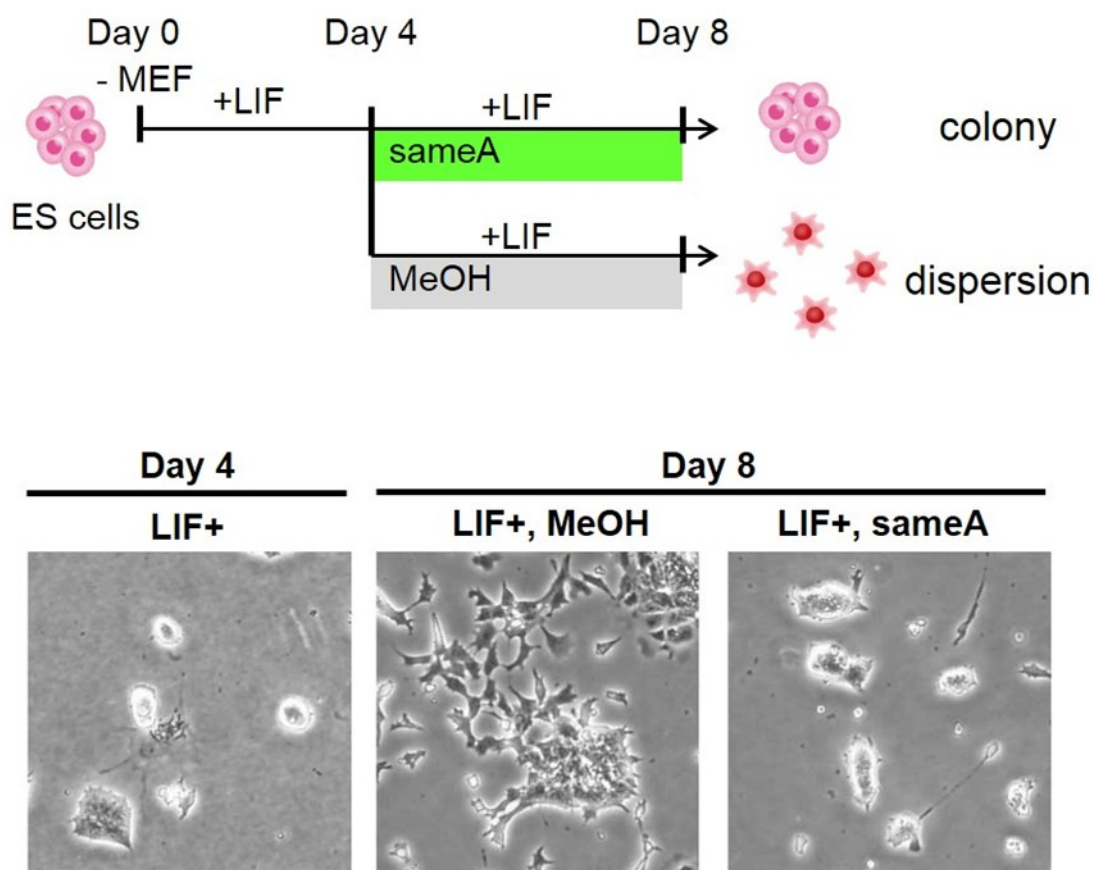 Day 0 Day 4 Day 8
- MEF
+LIF +LIF
sameA
colony
ES cells
+LIF
MeOH
dispersion
Day 4 Day 8
LIF+ LIF+, MeOH LIF+, sameA